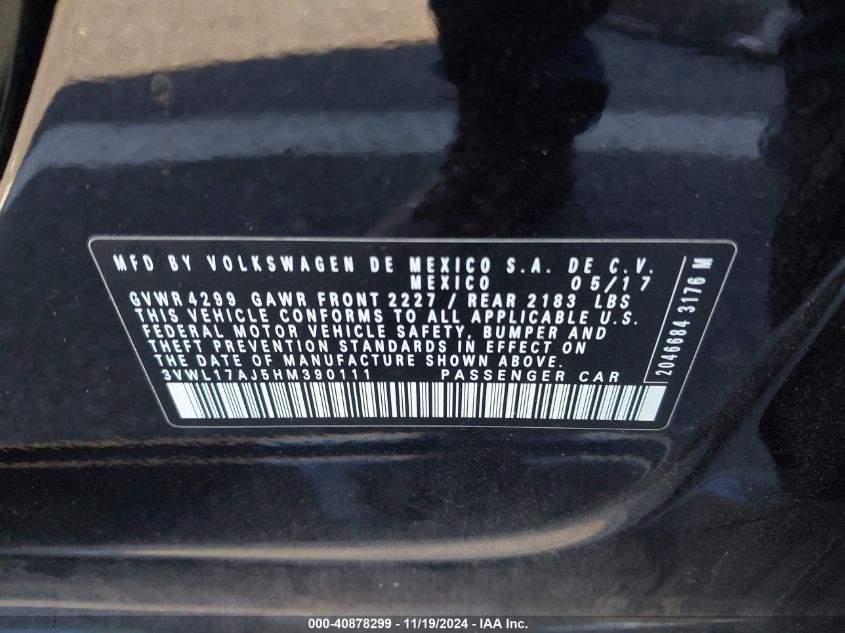 MFD BY VOLKSWAGEN DE MEXICO S.A. DE C.V.
MEXICO 05/17
GVWR 4299 GAWR FRONT 2227 / REAR 2183 LBS
THIS VEHICLE CONFORMS TO ALL APPLICABLE U.S.
FEDERAL MOTOR VEHICLE SAFETY, BUMPER AND
THEFT PREVENTION STANDARDS IN EFFECT ON
THE DATE OF MANUFACTURE SHOWN ABOVE.
3VWL17AJ5HM390111 PASSENGER CAR
2046684 3176 M
000-40878299 - 11/19/2024 - IAA Inc.